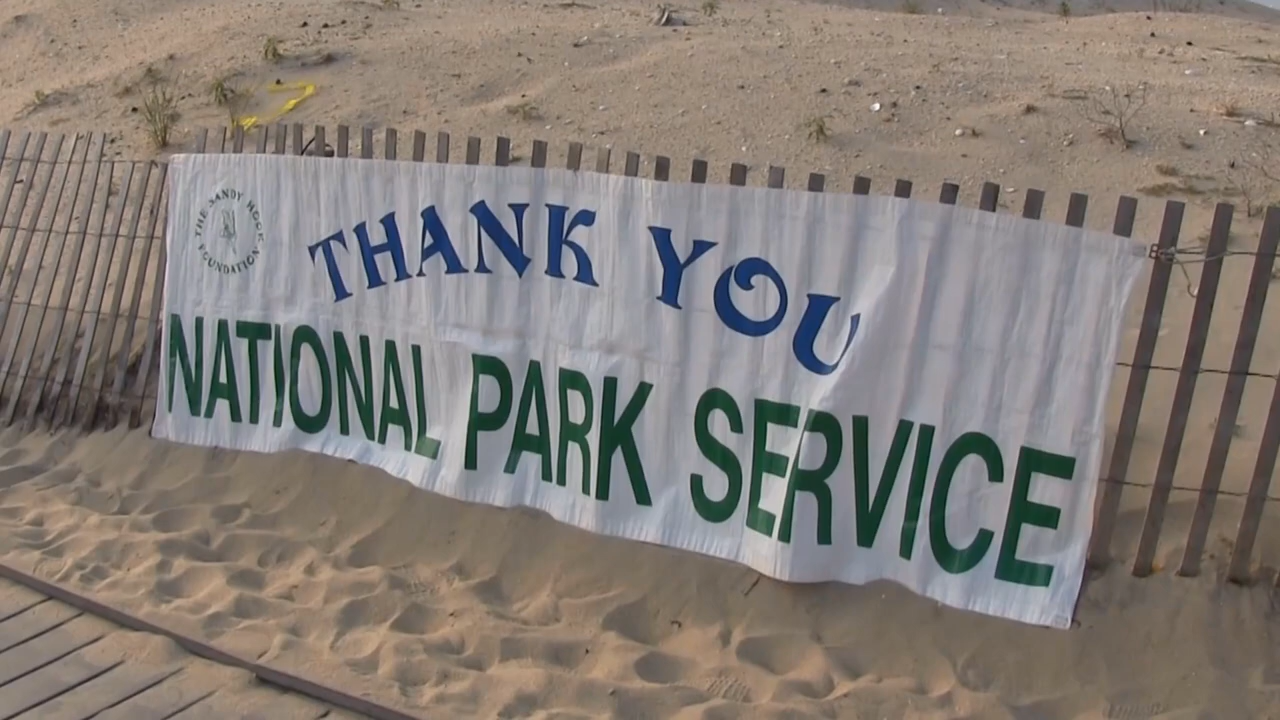 THE SANDY HOOK
FOUNDATION
THANK YOU
NATIONAL PARK SERVICE